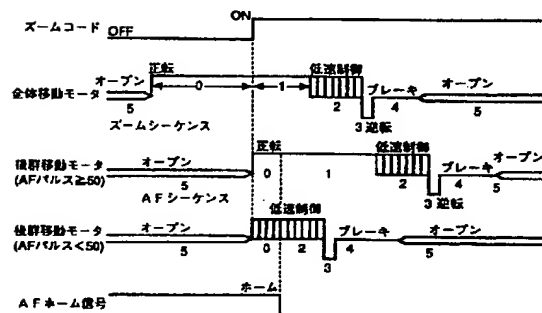 ON
ズームコード OFF
正転 低速制御
オープン 0 1 ブレーキ オープン
全体移動モータ 5 2 4 5
ズームシーケンス 3 逆転
正転 低速制御
オープン オープン
後群移動モータ 0 1 ブレーキ
(AFパルス≧50) 5 2 4 5
AFシーケンス 3 逆転
低速制御
オープン ブレーキ オープン
後群移動モータ 4
(AFパルス<50) 5 0 2 5
3
ホーム
AFホーム信号